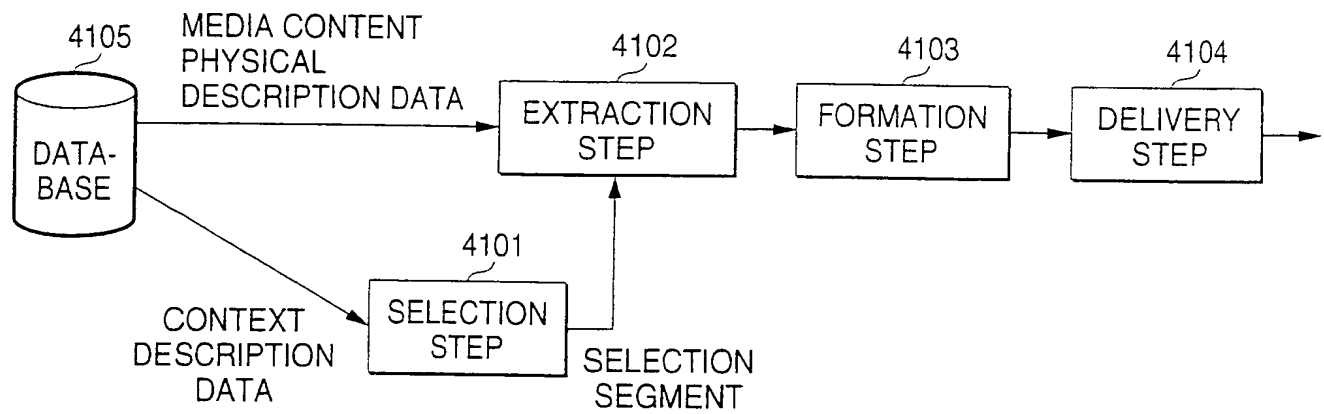 4105
MEDIA CONTENT
PHYSICAL
DESCRIPTION DATA
4102
4103
4104
DATA-
BASE
EXTRACTION
STEP
FORMATION
STEP
DELIVERY
STEP
4101
SELECTION
STEP
CONTEXT
DESCRIPTION
DATA
SELECTION
SEGMENT